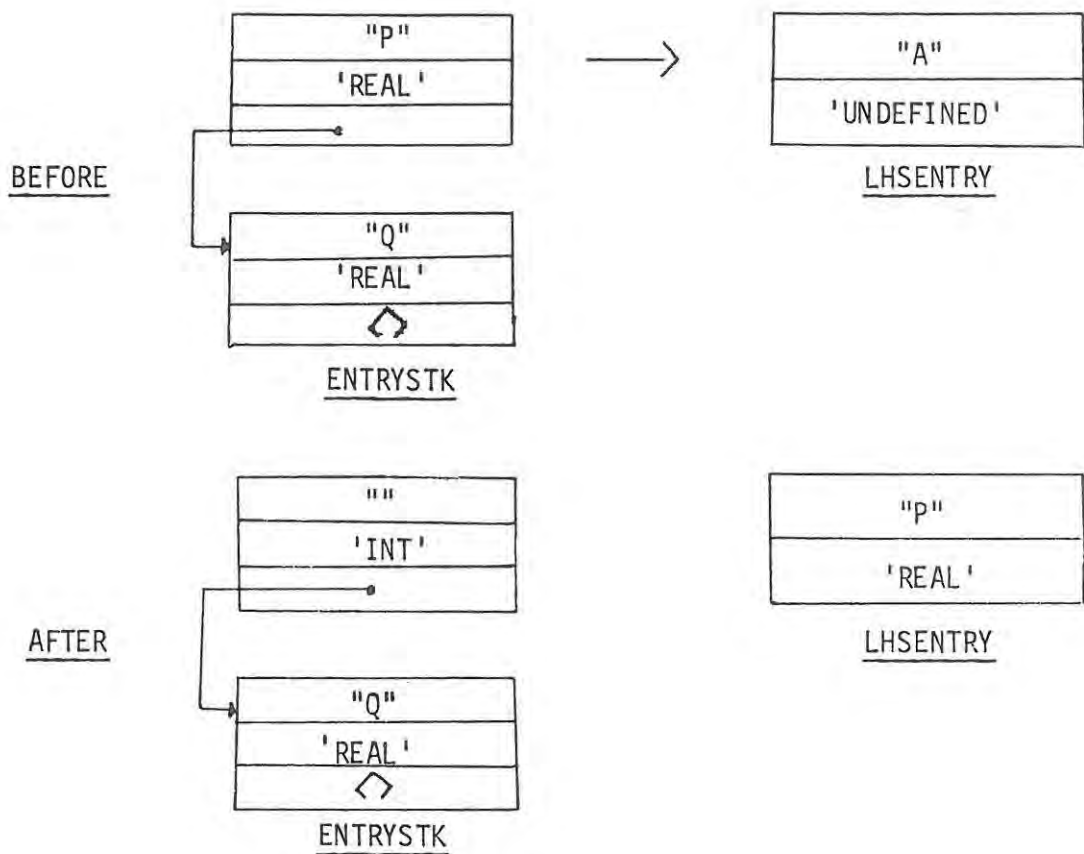 "P"
'REAL'
"A"
'UNDEFINED'
BEFORE
LHSENTRY
"Q"
'REAL'
ENTRYSTK
""
'INT'
"P"
'REAL'
AFTER
LHSENTRY
"Q"
'REAL'
ENTRYSTK